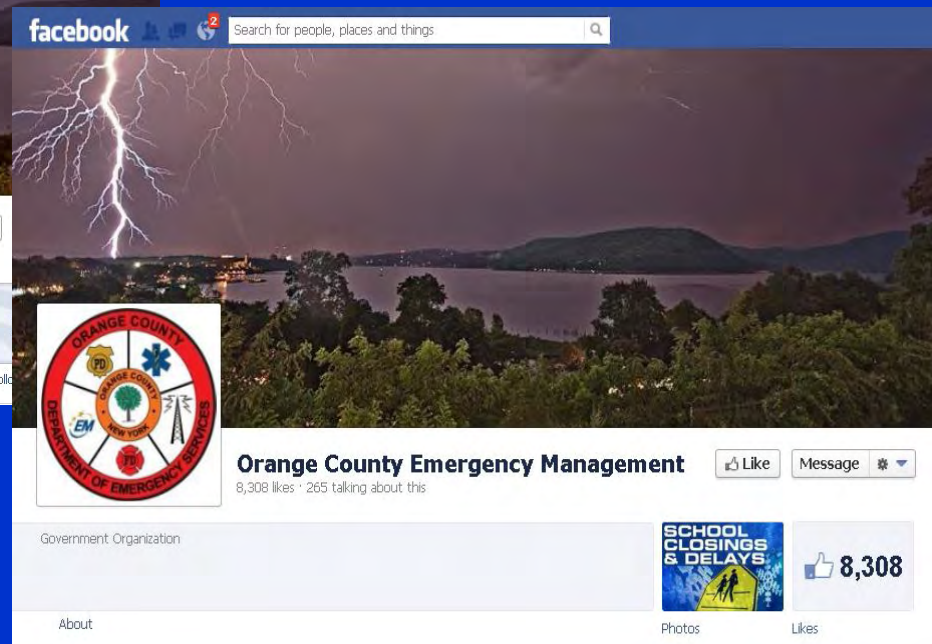 facebook
2
Search for people, places and things
ORANGE COUNTY
DEPARTMENT OF EMERGENCY SERVICES
PD
EM
ORANGE COUNTY
NEW YORK
FD
Orange County Emergency Management
8,308 likes · 265 talking about this
Like
Message
Government Organization
SCHOOL
CLOSINGS
& DELAYS
8,308
About
Photos
Likes